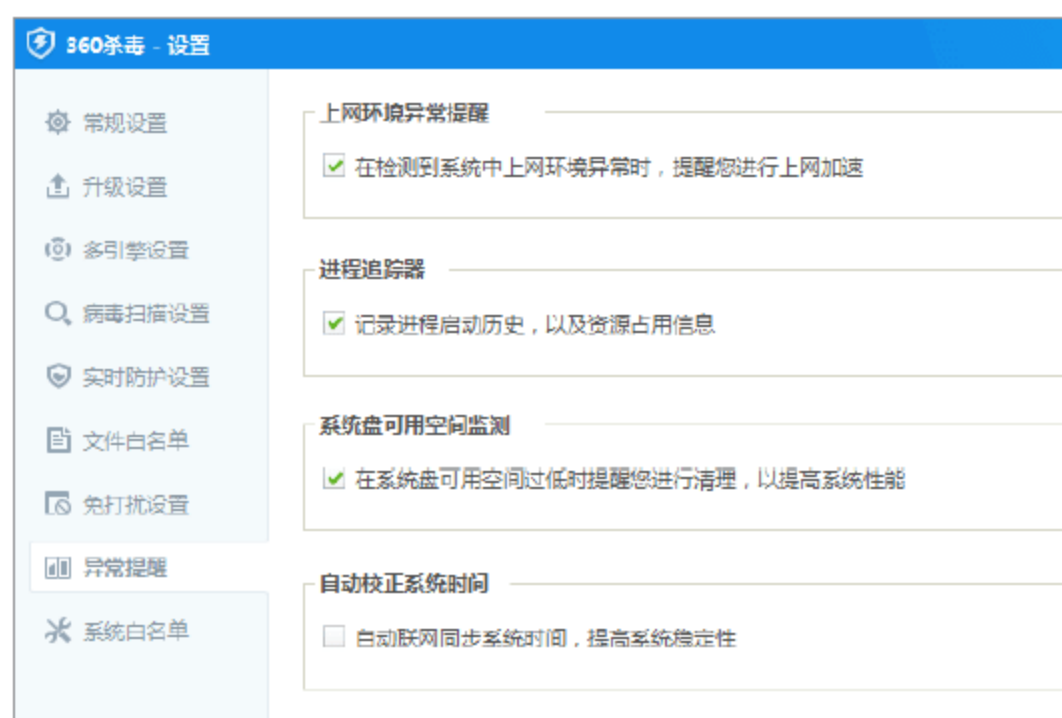 360杀毒 - 设置
常规设置
升级设置
多引擎设置
病毒扫描设置
实时防护设置
文件白名单
免打扰设置
异常提醒
系统白名单
上网环境异常提醒
在检测到系统中上网环境异常时，提醒您进行上网加速
进程追踪器
记录进程启动历史，以及资源占用信息
系统盘可用空间监测
在系统盘可用空间过低时提醒您进行清理，以提高系统性能
自动校正系统时间
自动联网同步系统时间，提高系统稳定性